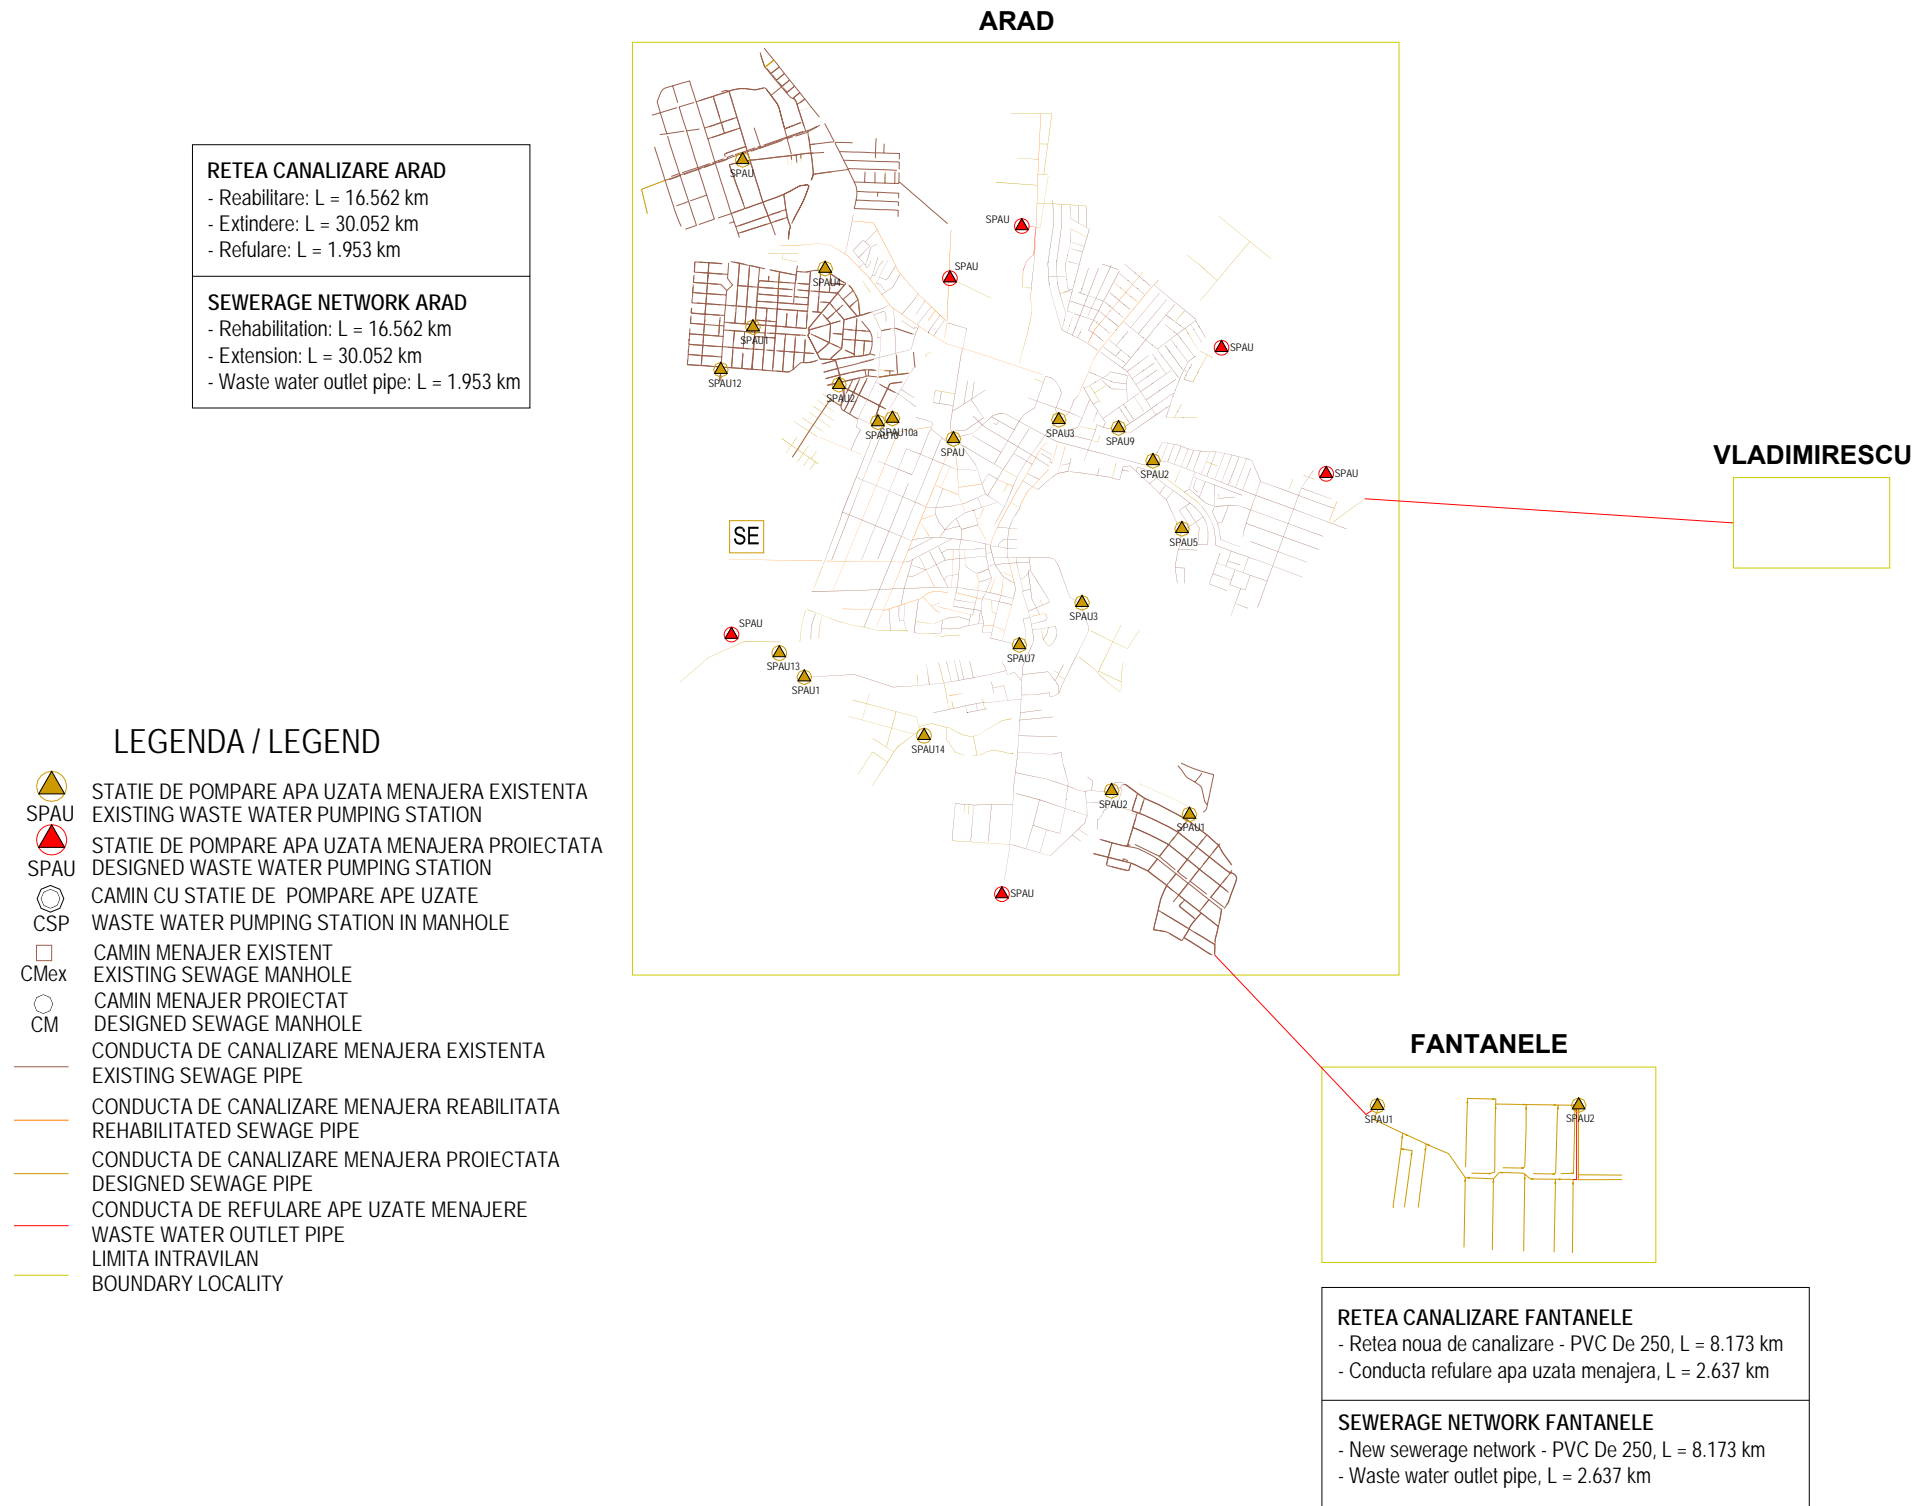 ARAD
RETEA CANALIZARE ARAD
- Reabilitare: L = 16.562 km
- Extindere: L = 30.052 km
- Refulare: L = 1.953 km
SEWERAGE NETWORK ARAD
- Rehabilitation: L = 16.562 km
- Extension: L = 30.052 km
- Waste water outlet pipe: L = 1.953 km
SPAU
SPAU
SPAU
SPAU4
SPAU1
SPAU
SPAU12
SPAU2
SPAU10
SPAU10a
SPAU
SPAU3
SPAU9
SPAU2
SPAU
SPAU5
VLADIMIRESCU
SE
SPAU3
SPAU
SPAU7
SPAU13
SPAU1
SPAU14
SPAU2
SPAU1
SPAU
LEGENDA / LEGEND
STATIE DE POMPARE APA UZATA MENAJERA EXISTENTA
SPAU EXISTING WASTE WATER PUMPING STATION
STATIE DE POMPARE APA UZATA MENAJERA PROIECTATA
SPAU DESIGNED WASTE WATER PUMPING STATION
CAMIN CU STATIE DE POMPARE APE UZATE
CSP WASTE WATER PUMPING STATION IN MANHOLE
CAMIN MENAJER EXISTENT
CMex EXISTING SEWAGE MANHOLE
CAMIN MENAJER PROIECTAT
CM DESIGNED SEWAGE MANHOLE
CONDUCTA DE CANALIZARE MENAJERA EXISTENTA
EXISTING SEWAGE PIPE
CONDUCTA DE CANALIZARE MENAJERA REABILITATA
REHABILITATED SEWAGE PIPE
CONDUCTA DE CANALIZARE MENAJERA PROIECTATA
DESIGNED SEWAGE PIPE
CONDUCTA DE REFULARE APE UZATE MENAJERE
WASTE WATER OUTLET PIPE
LIMITA INTRAVILAN
BOUNDARY LOCALITY
FANTANELE
SPAU1
SPAU2
RETEA CANALIZARE FANTANELE
- Retea noua de canalizare - PVC De 250, L = 8.173 km
- Conducta refulare apa uzata menajera, L = 2.637 km
SEWERAGE NETWORK FANTANELE
- New sewerage network - PVC De 250, L = 8.173 km
- Waste water outlet pipe, L = 2.637 km